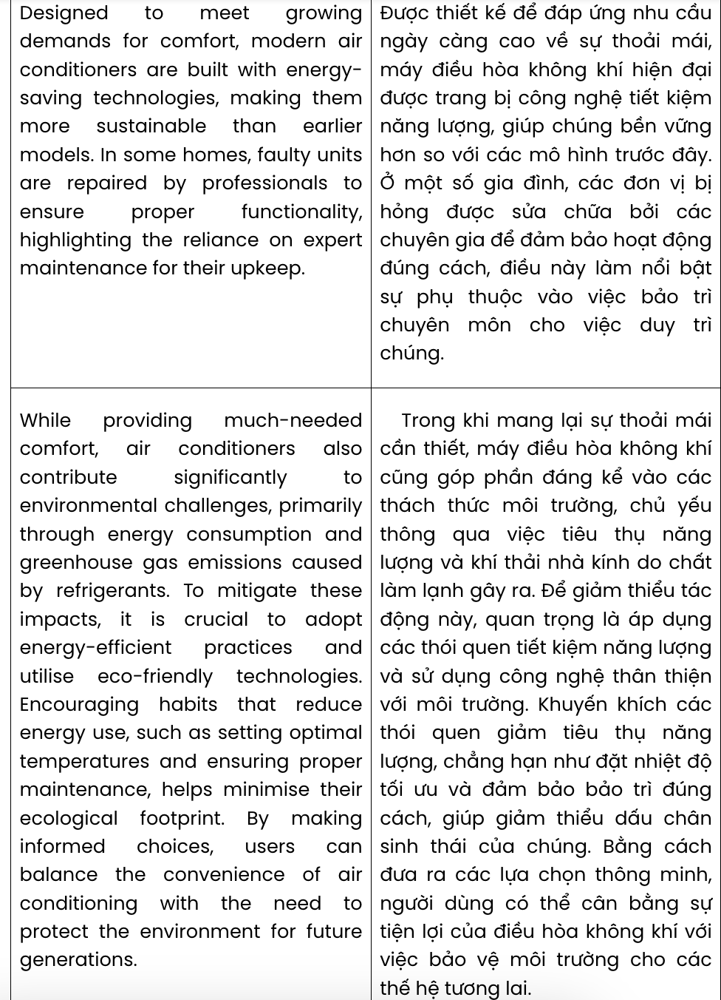 Designed to meet growing
demands for comfort, modern air
conditioners are built with energy-
saving technologies, making them
more sustainable than earlier
models. In some homes, faulty units
are repaired by professionals to
ensure proper functionality,
highlighting the reliance on expert
maintenance for their upkeep.
Được thiết kế để đáp ứng nhu cầu
ngày càng cao về sự thoải mái,
máy điều hòa không khí hiện đại
được trang bị công nghệ tiết kiệm
năng lượng, giúp chúng bền vững
hơn so với các mô hình trước đây.
Ở một số gia đình, các đơn vị bị
hỏng được sửa chữa bởi các
chuyên gia để đảm bảo hoạt động
đúng cách, điều này làm nổi bật
sự phụ thuộc vào việc bảo trì
chuyên môn cho việc duy trì
chúng.
While providing much-needed
comfort, air conditioners also
contribute significantly to
environmental challenges, primarily
through energy consumption and
greenhouse gas emissions caused
by refrigerants. To mitigate these
impacts, it is crucial to adopt
energy-efficient practices and
utilise eco-friendly technologies.
Encouraging habits that reduce
energy use, such as setting optimal
temperatures and ensuring proper
maintenance, helps minimise their
ecological footprint. By making
informed choices, users can
balance the convenience of air
conditioning with the need to
protect the environment for future
generations.
Trong khi mang lại sự thoải mái
cần thiết, máy điều hòa không khí
cũng góp phần đáng kể vào các
thách thức môi trường, chủ yếu
thông qua việc tiêu thụ năng
lượng và khí thải nhà kính do chất
làm lạnh gây ra. Để giảm thiểu tác
động này, quan trọng là áp dụng
các thói quen tiết kiệm năng lượng
và sử dụng công nghệ thân thiện
với môi trường. Khuyến khích các
thói quen giảm tiêu thụ năng
lượng, chẳng hạn như đặt nhiệt độ
tối ưu và đảm bảo bảo trì đúng
cách, giúp giảm thiểu dấu chân
sinh thái của chúng. Bằng cách
đưa ra các lựa chọn thông minh,
người dùng có thể cân bằng sự
tiện lợi của điều hòa không khí với
việc bảo vệ môi trường cho các
thế hệ tương lai.